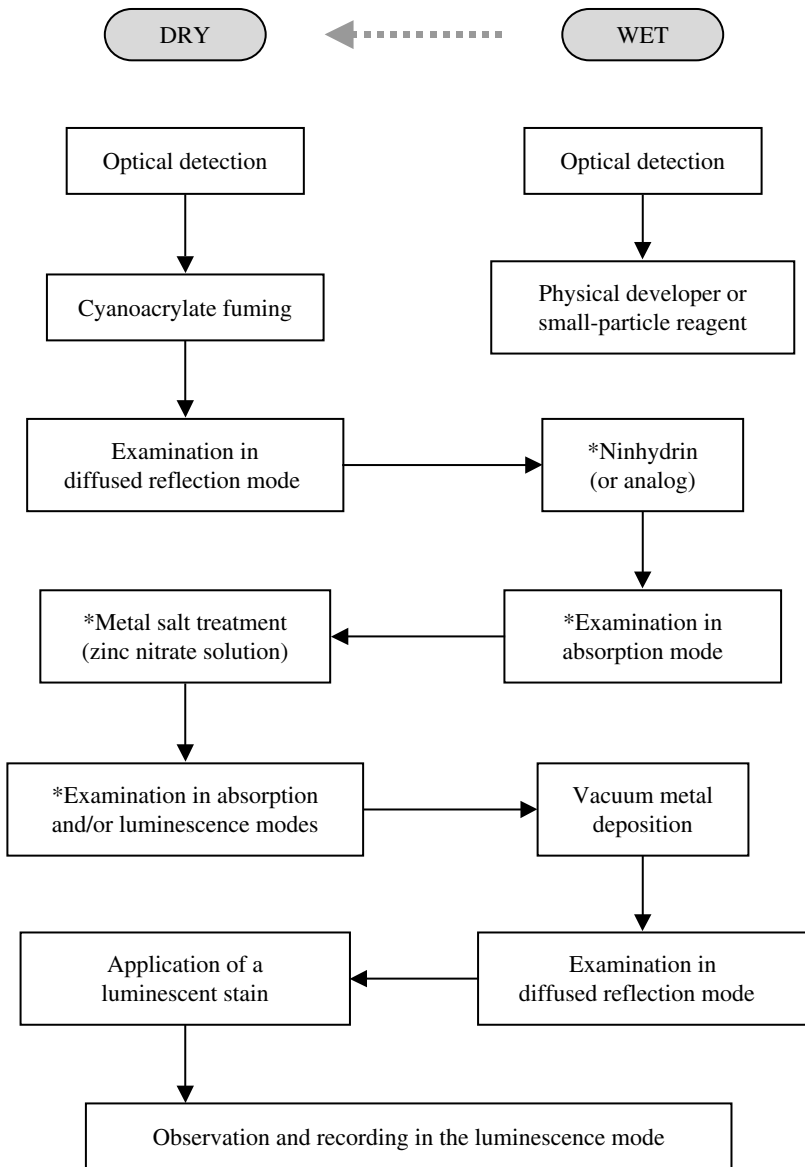 DRY
WET
Optical detection
Optical detection
Cyanoacrylate fuming
Physical developer or
small-particle reagent
Examination in
diffused reflection mode
*Ninhydrin
(or analog)
*Metal salt treatment
(zinc nitrate solution)
*Examination in
absorption mode
*Examination in absorption
and/or luminescence modes
Vacuum metal
deposition
Application of a
luminescent stain
Examination in
diffused reflection mode
Observation and recording in the luminescence mode